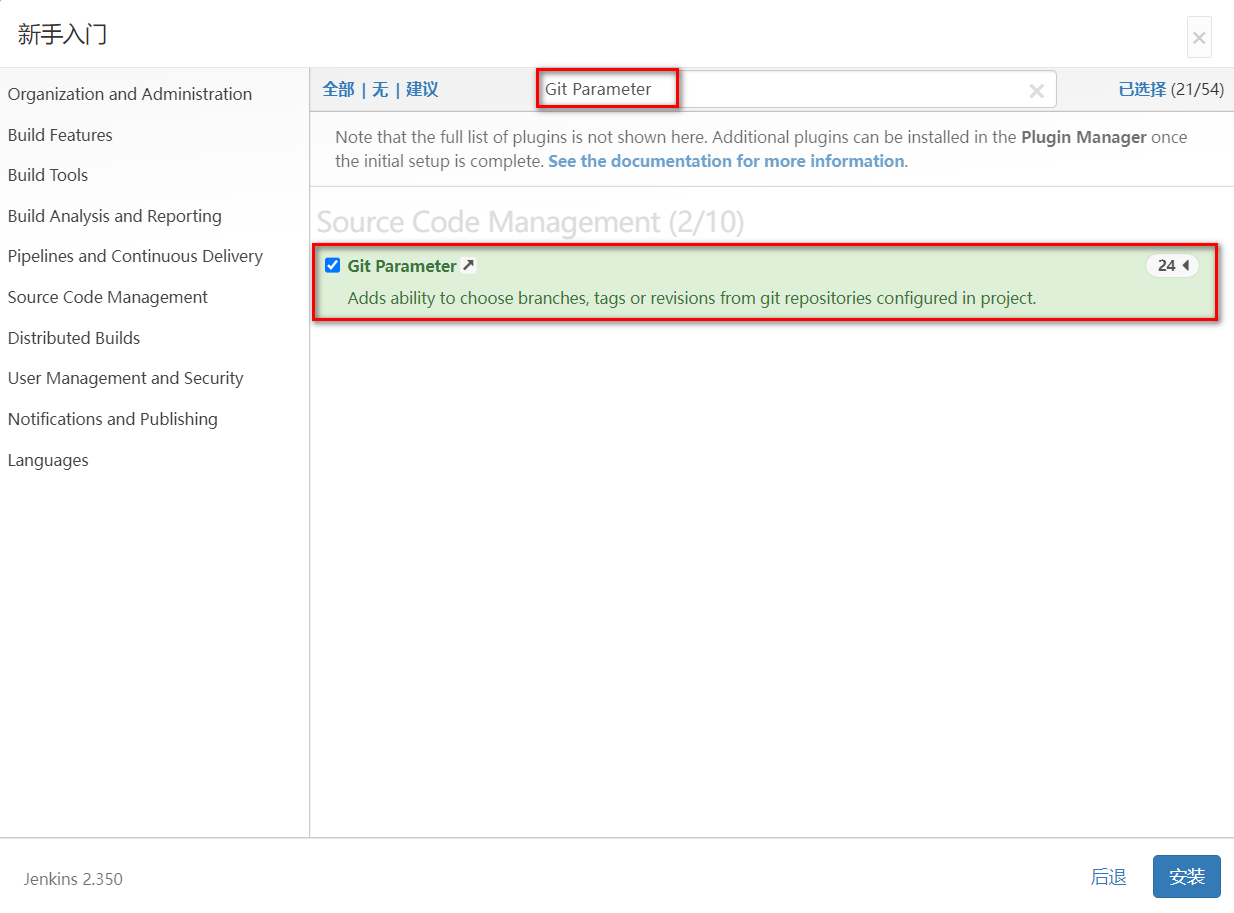 新手入门
Organization and Administration
Build Features
Build Tools
Build Analysis and Reporting
Pipelines and Continuous Delivery
Source Code Management
Distributed Builds
User Management and Security
Notifications and Publishing
Languages
全部 | 无 | 建议 Git Parameter 已选择 (21/54)
Note that the full list of plugins is not shown here. Additional plugins can be installed in the Plugin Manager once
the initial setup is complete. See the documentation for more information.
Source Code Management (2/10)
Git Parameter 24
Adds ability to choose branches, tags or revisions from git repositories configured in project.
Jenkins 2.350 后退 安装